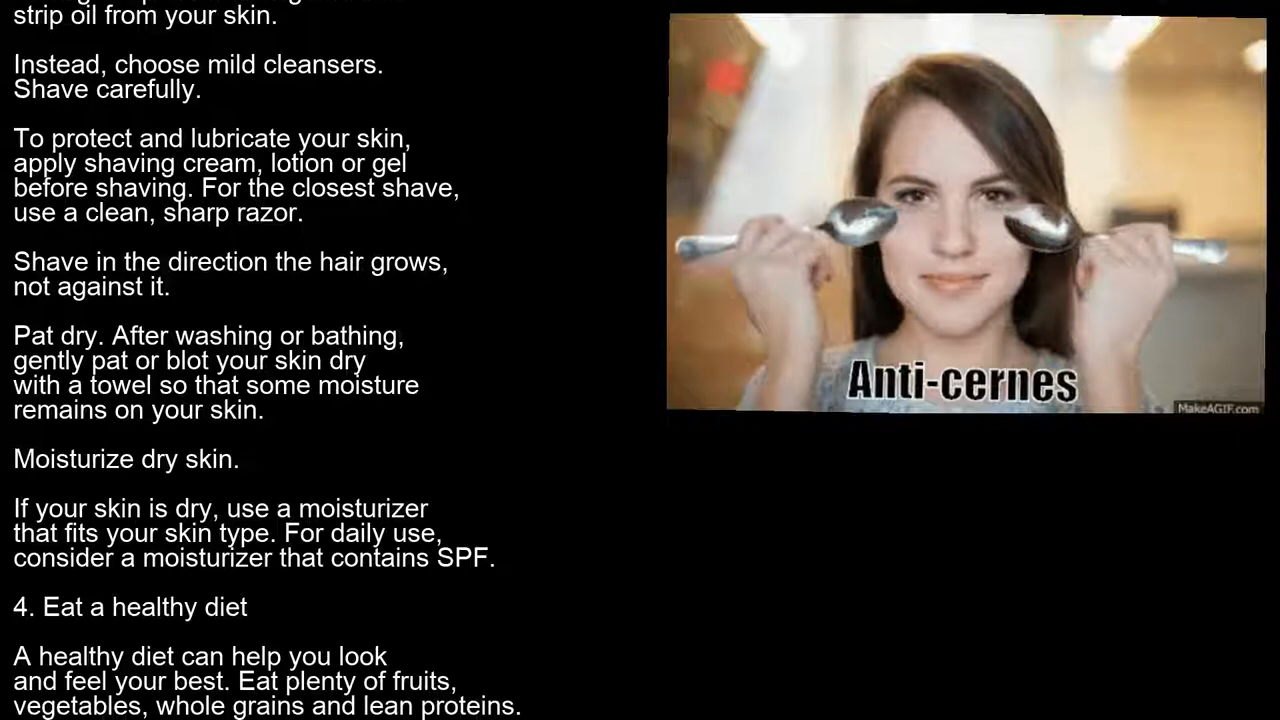 strip oil from your skin.
Instead, choose mild cleansers.
Shave carefully.
To protect and lubricate your skin,
apply shaving cream, lotion or gel
before shaving. For the closest shave,
use a clean, sharp razor.
Shave in the direction the hair grows,
not against it.
Pat dry. After washing or bathing,
gently pat or blot your skin dry
with a towel so that some moisture
remains on your skin.
Moisturize dry skin.
If your skin is dry, use a moisturizer
that fits your skin type. For daily use,
consider a moisturizer that contains SPF.
4. Eat a healthy diet
A healthy diet can help you look
and feel your best. Eat plenty of fruits,
vegetables, whole grains and lean proteins.
Anti-cernes
MakeAGIF.com